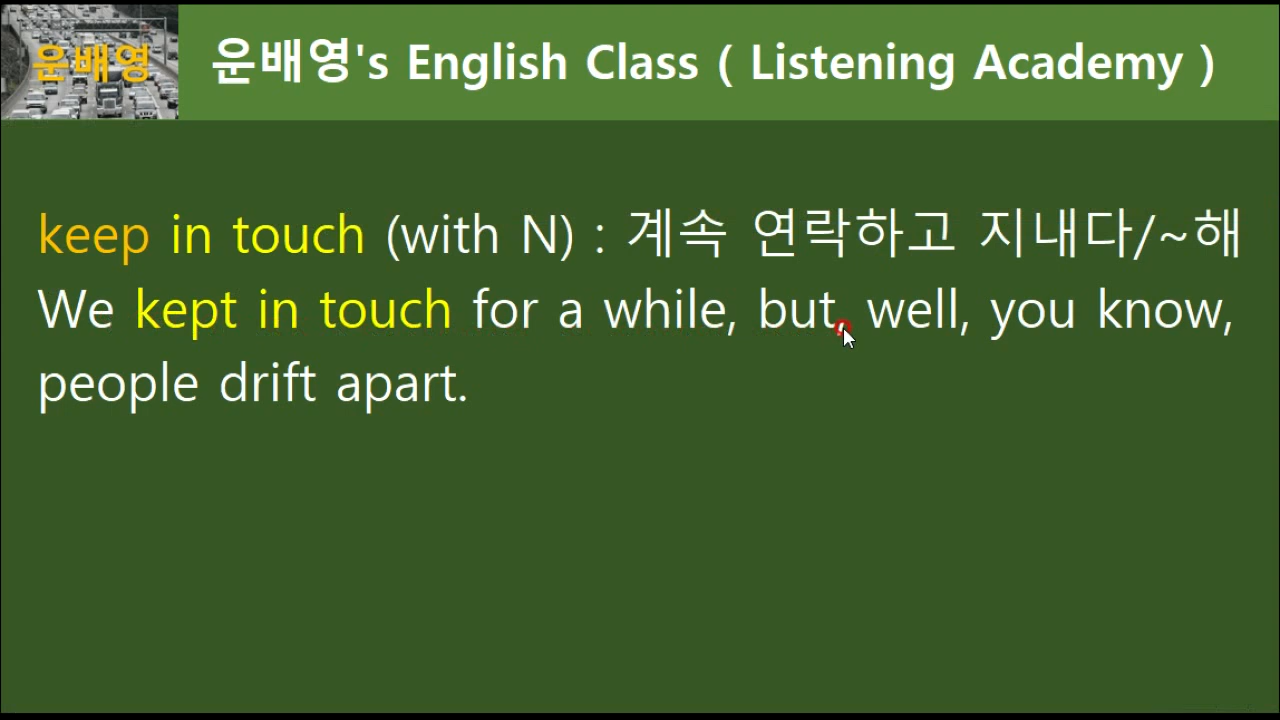 운배영
운배영's English Class ( Listening Academy )
keep in touch (with N) : 계속 연락하고 지내다/~해
We kept in touch for a while, but, well, you know,
people drift apart.